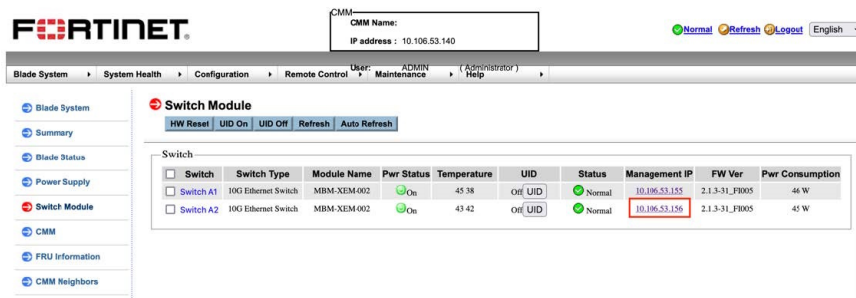 FORTINET
CMM
CMM Name:
IP address : 10.106.53.140
Normal Refresh Logout English
User: ADMIN (Administrator )
Blade System System Health Configuration Remote Control Maintenance Help
Blade System
Summary
Blade Status
Power Supply
Switch Module
CMM
FRU Information
CMM Neighbors
Switch Module
HW Reset UID On UID Off Refresh Auto Refresh
Switch
Switch Switch Type Module Name Pwr Status Temperature UID Status Management IP FW Ver Pwr Consumption
Switch A1 10G Ethernet Switch MBM-XEM-002 On 45 38 Off UID Normal 10.106.53.155 2.1.3-31_FI005 46 W
Switch A2 10G Ethernet Switch MBM-XEM-002 On 43 42 Off UID Normal 10.106.53.156 2.1.3-31_FI005 45 W